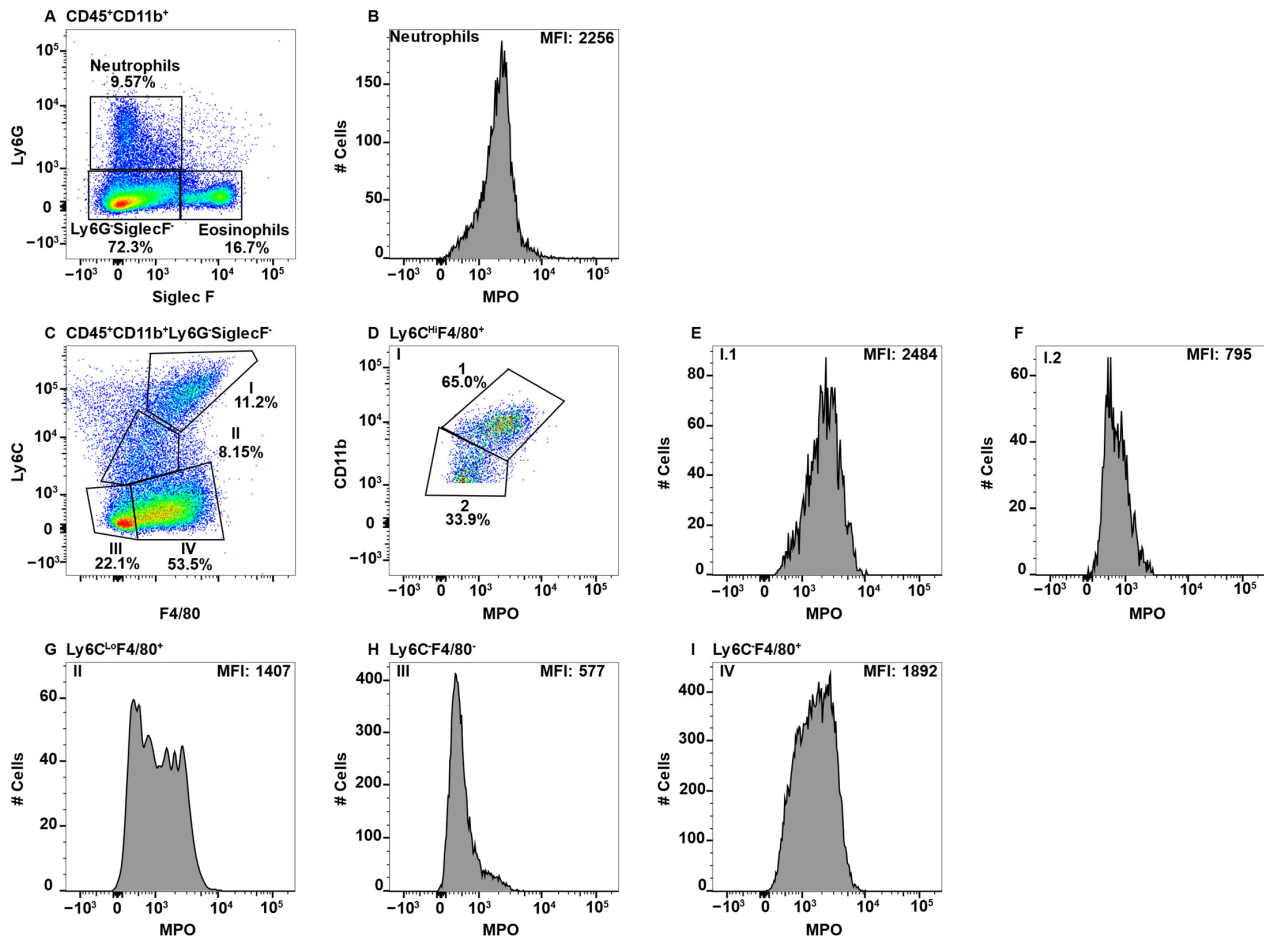 A CD45⁺CD11b⁺
Neutrophils
9.57%
Ly6G⁻SiglecF⁻
72.3%
Eosinophils
16.7%
10⁵
10⁴
10³
0
−10³
Ly6G
−10³ 0 10³ 10⁴ 10⁵
Siglec F
B
Neutrophils MFI: 2256
150
100
50
0
# Cells
−10³ 0 10³ 10⁴ 10⁵
MPO
C CD45⁺CD11b⁺Ly6G⁻SiglecF⁻
I
11.2%
II
8.15%
III
22.1%
IV
53.5%
10⁵
10⁴
10³
0
−10³
Ly6C
−10³ 0 10³ 10⁴ 10⁵
F4/80
D Ly6CᴴⁱF4/80⁺
I
1
65.0%
2
33.9%
10⁵
10⁴
10³
0
−10³
CD11b
−10³ 0 10³ 10⁴ 10⁵
F4/80
E
I.1 MFI: 2484
80
60
40
20
0
# Cells
−10³ 0 10³ 10⁴ 10⁵
MPO
F
I.2 MFI: 795
60
40
20
0
# Cells
−10³ 0 10³ 10⁴ 10⁵
MPO
G Ly6CᴸᵒF4/80⁺
II MFI: 1407
60
40
20
0
# Cells
−10³ 0 10³ 10⁴ 10⁵
MPO
H Ly6C⁻F4/80⁻
III MFI: 577
400
300
200
100
0
# Cells
−10³ 0 10³ 10⁴ 10⁵
MPO
I Ly6C⁻F4/80⁺
IV MFI: 1892
400
300
200
100
0
# Cells
−10³ 0 10³ 10⁴ 10⁵
MPO